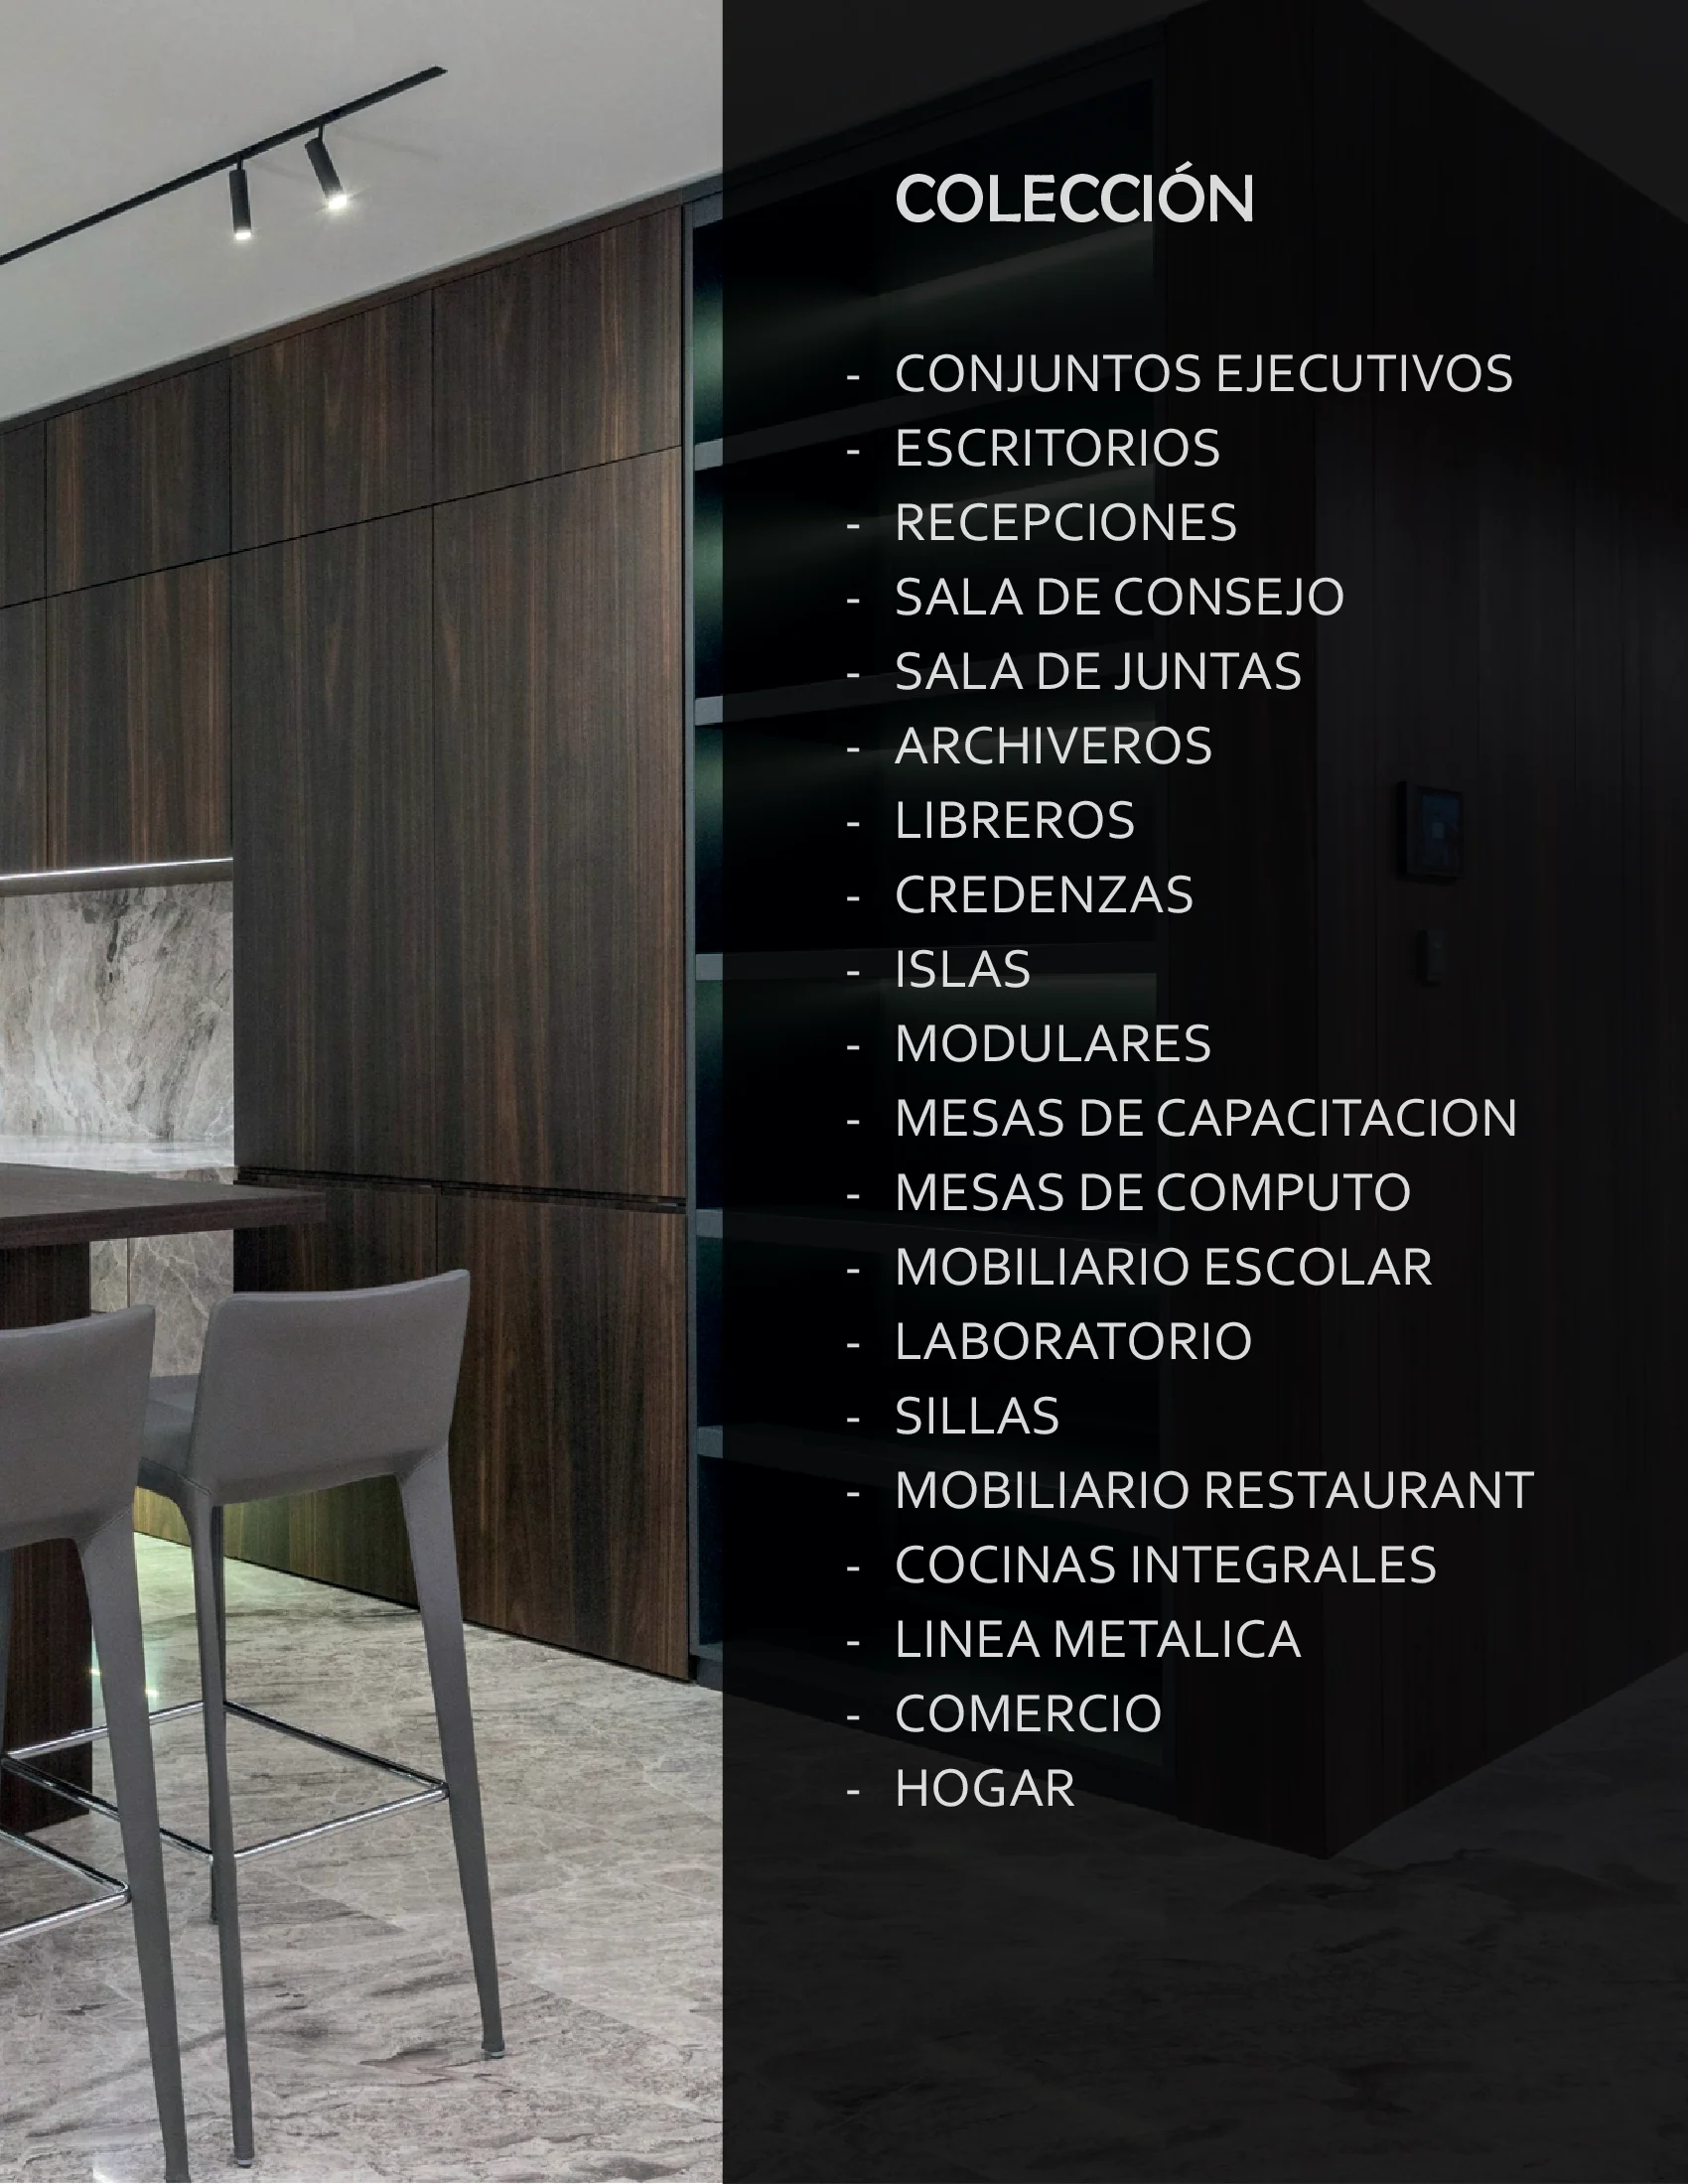 COLECCIÓN
- CONJUNTOS EJECUTIVOS
- ESCRITORIOS
- RECEPCIONES
- SALA DE CONSEJO
- SALA DE JUNTAS
- ARCHIVEROS
- LIBREROS
- CREDENZAS
- ISLAS
- MODULARES
- MESAS DE CAPACITACION
- MESAS DE COMPUTO
- MOBILIARIO ESCOLAR
- LABORATORIO
- SILLAS
- MOBILIARIO RESTAURANT
- COCINAS INTEGRALES
- LINEA METALICA
- COMERCIO
- HOGAR